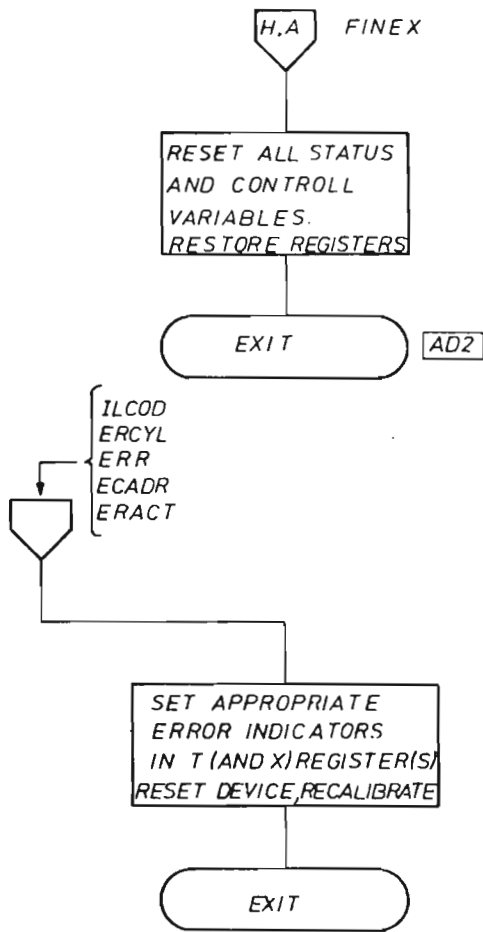 H,A FINEX
RESET ALL STATUS
AND CONTROLL
VARIABLES.
RESTORE REGISTERS
EXIT AD2
ILCOD
ERCYL
ERR
ECADR
ERACT
SET APPROPRIATE
ERROR INDICATORS
IN T (AND X) REGISTER(S)
RESET DEVICE, RECALIBRATE
EXIT